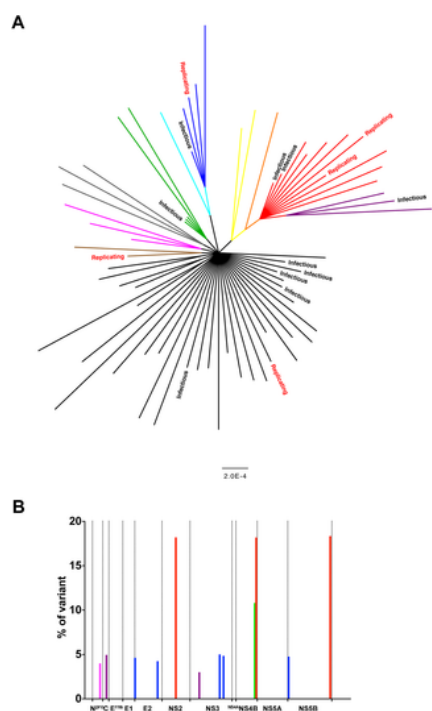 A
Replicating
Infectious
Infectious
Infectious
Replicating
Replicating
Infectious
Infectious
Replicating
Infectious
Infectious
Infectious
Replicating
Infectious
2.0E-4
B
% of variant
20
15
10
5
0
E1 E2 NS2 NS3 NS4B NS5A NS5B